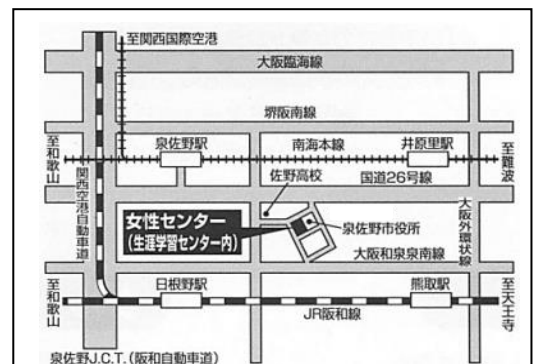 至関西国際空港
大阪臨海線
堺阪南線
至和歌山
泉佐野駅
南海本線
井原里駅
至難波
関西空港自動車道
佐野高校
国道26号線
女性センター
(生涯学習センター内)
泉佐野市役所
大阪外環状線
大阪和泉泉南線
至和歌山
日根野駅
熊取駅
至天王寺
JR阪和線
泉佐野J.C.T.(阪和自動車道)